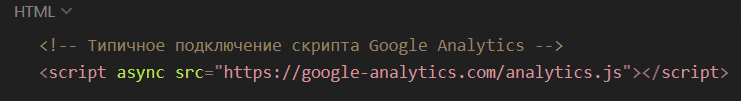 HTML
<!-- Типичное подключение скрипта Google Analytics -->
<script async src="https://google-analytics.com/analytics.js"></script>